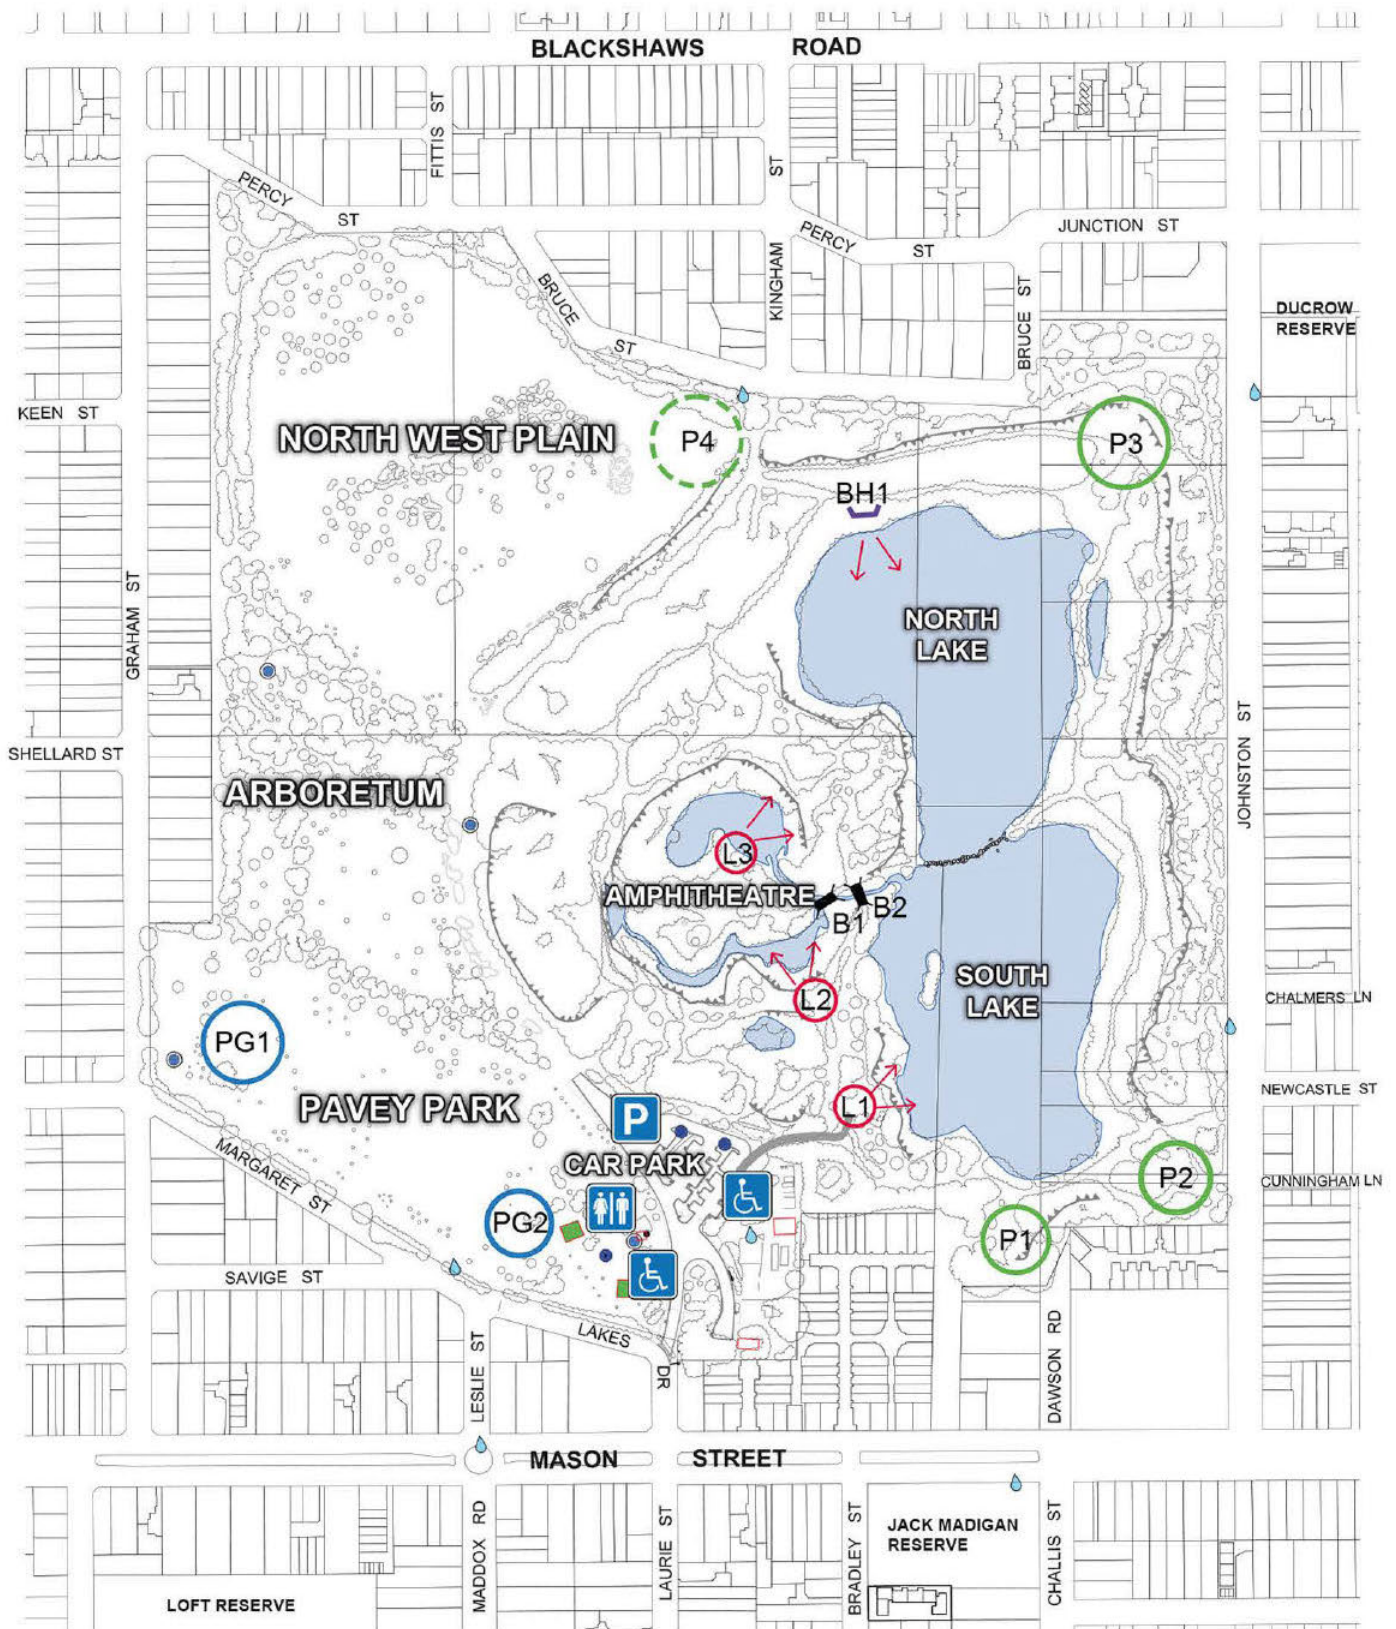 BLACKSHAWS ROAD
FITTIS ST
ST
PERCY
ST
JUNCTION ST
PERCY
ST
KINGHAM
BRUCE
ST
BRUCE ST
DUCROW
RESERVE
KEEN ST
NORTH WEST PLAIN
P4
P3
BH1
GRAHAM ST
NORTH
LAKE
SHELLARD ST
JOHNSTON ST
ARBORETUM
L3
AMPHITHEATRE
B2
B1
SOUTH
LAKE
L2
CHALMERS LN
PG1
NEWCASTLE ST
PAVEY PARK
L1
P
MARGARET ST
CAR PARK
P2
CUNNINGHAM LN
PG2
P1
SAVIGE ST
LAKES
DR
LESLIE ST
DAWSON RD
MASON STREET
MADDOX RD
LAURIE ST
BRADLEY ST
JACK MADIGAN
RESERVE
CHALLIS ST
LOFT RESERVE